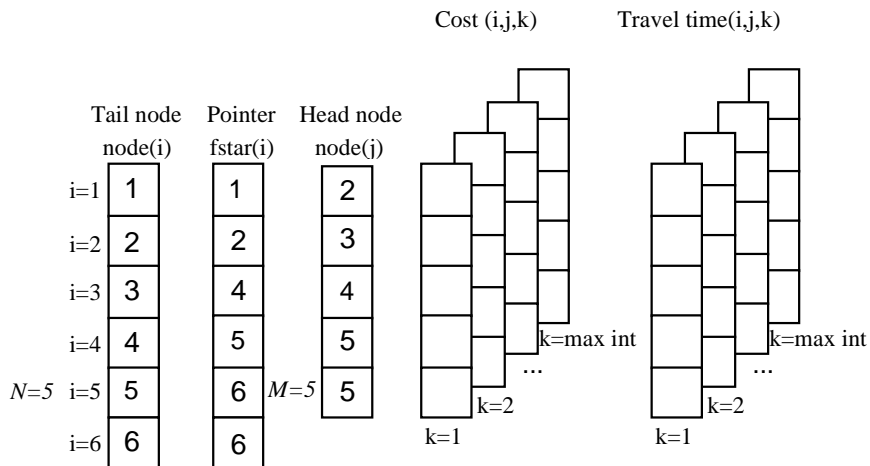 Cost (i,j,k) Travel time(i,j,k)
Tail node Pointer Head node
node(i) fstar(i) node(j)
i=1 1 1 2
i=2 2 2 3
i=3 3 4 4
i=4 4 5 5
k=max int k=max int
... ...
N=5 i=5 5 6 M=5 5
k=2 k=2
i=6 6 6 k=1 k=1